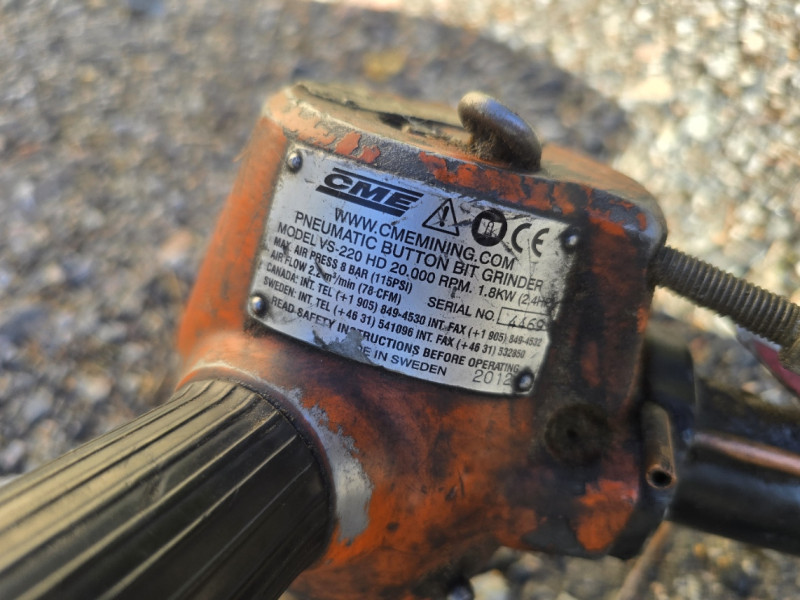 CME
WWW.CMEMINING.COM
PNEUMATIC BUTTON BIT GRINDER
MODEL VS-220 HD 20.000 RPM. 1.8KW (2.4HP
MAX. AIR PRESS 8 BAR (115PSI)
AIR FLOW 2.2 m³/min (78-CFM)
SERIAL NO. 4469
CANADA: INT. TEL (+1 905) 849-4530 INT. FAX (+1 905) 849-4532
SWEDEN: INT. TEL (+46 31) 541096 INT. FAX (+46 31) 532850
READ SAFETY INSTRUCTIONS BEFORE OPERATING
IN SWEDEN 2012
CE